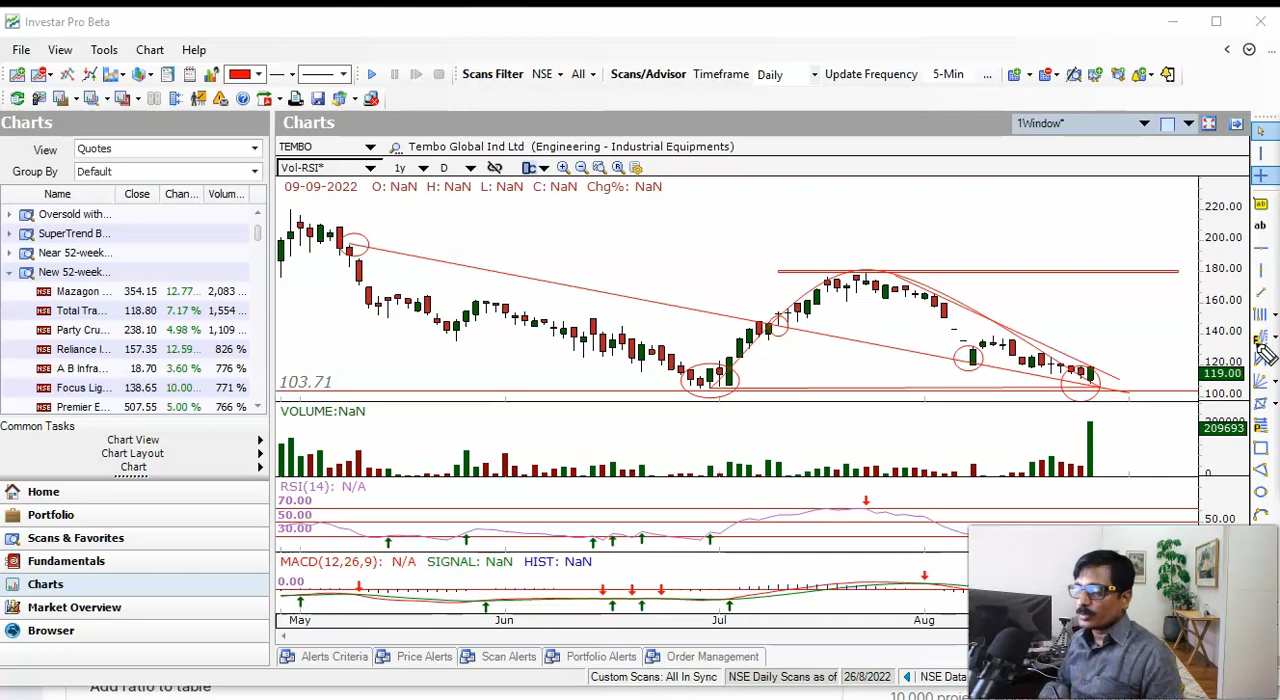 Investar Pro Beta
File View Tools Chart Help
Scans Filter NSE All Scans/Advisor Timeframe Daily Update Frequency 5-Min ...
Charts
Charts
1Window*
View Quotes
TEMBO Tembo Global Ind Ltd (Engineering - Industrial Equipments)
Group By Default
Vol-RSI* 1y D
Name Close Chan... Volum...
09-09-2022 O: NaN H: NaN L: NaN C: NaN Chg%: NaN
Oversold with...
SuperTrend B...
Near 52-week...
New 52-week...
NSE Mazagon ... 354.15 12.77... 2,083 ...
NSE Total Tra... 118.80 7.17 % 1,554 ...
NSE Party Cru... 238.10 4.98 % 1,109 ...
NSE Reliance I... 157.35 12.59... 826 %
NSE A B Infra... 18.70 3.60 % 776 %
NSE Focus Lig... 138.65 10.00... 771 %
NSE Premier E... 507.55 5.00 % 766 %
220.00
200.00
180.00
160.00
140.00
120.00
119.00
100.00
103.71
Common Tasks
Chart View
Chart Layout
Chart
VOLUME:NaN
209693
0
Home
Portfolio
Scans & Favorites
Fundamentals
Charts
Market Overview
Browser
RSI(14): N/A
70.00
50.00
30.00
50.00
MACD(12,26,9): N/A SIGNAL: NaN HIST: NaN
0.00
May Jun Jul Aug
Alerts Criteria Price Alerts Scan Alerts Portfolio Alerts Order Management
Custom Scans: All In Sync NSE Daily Scans as of 26/8/2022 NSE Data
Add ratio to table